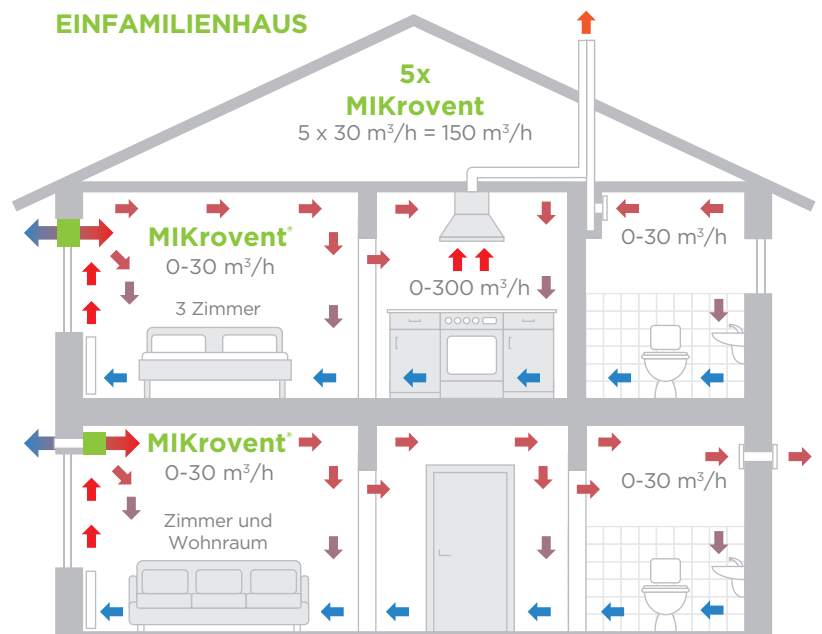 EINFAMILIENHAUS
5x
MIKrovent
5 x 30 m³/h = 150 m³/h
MIKrovent®
0-30 m³/h
3 Zimmer
0-300 m³/h
0-30 m³/h
MIKrovent®
0-30 m³/h
Zimmer und
Wohnraum
0-30 m³/h